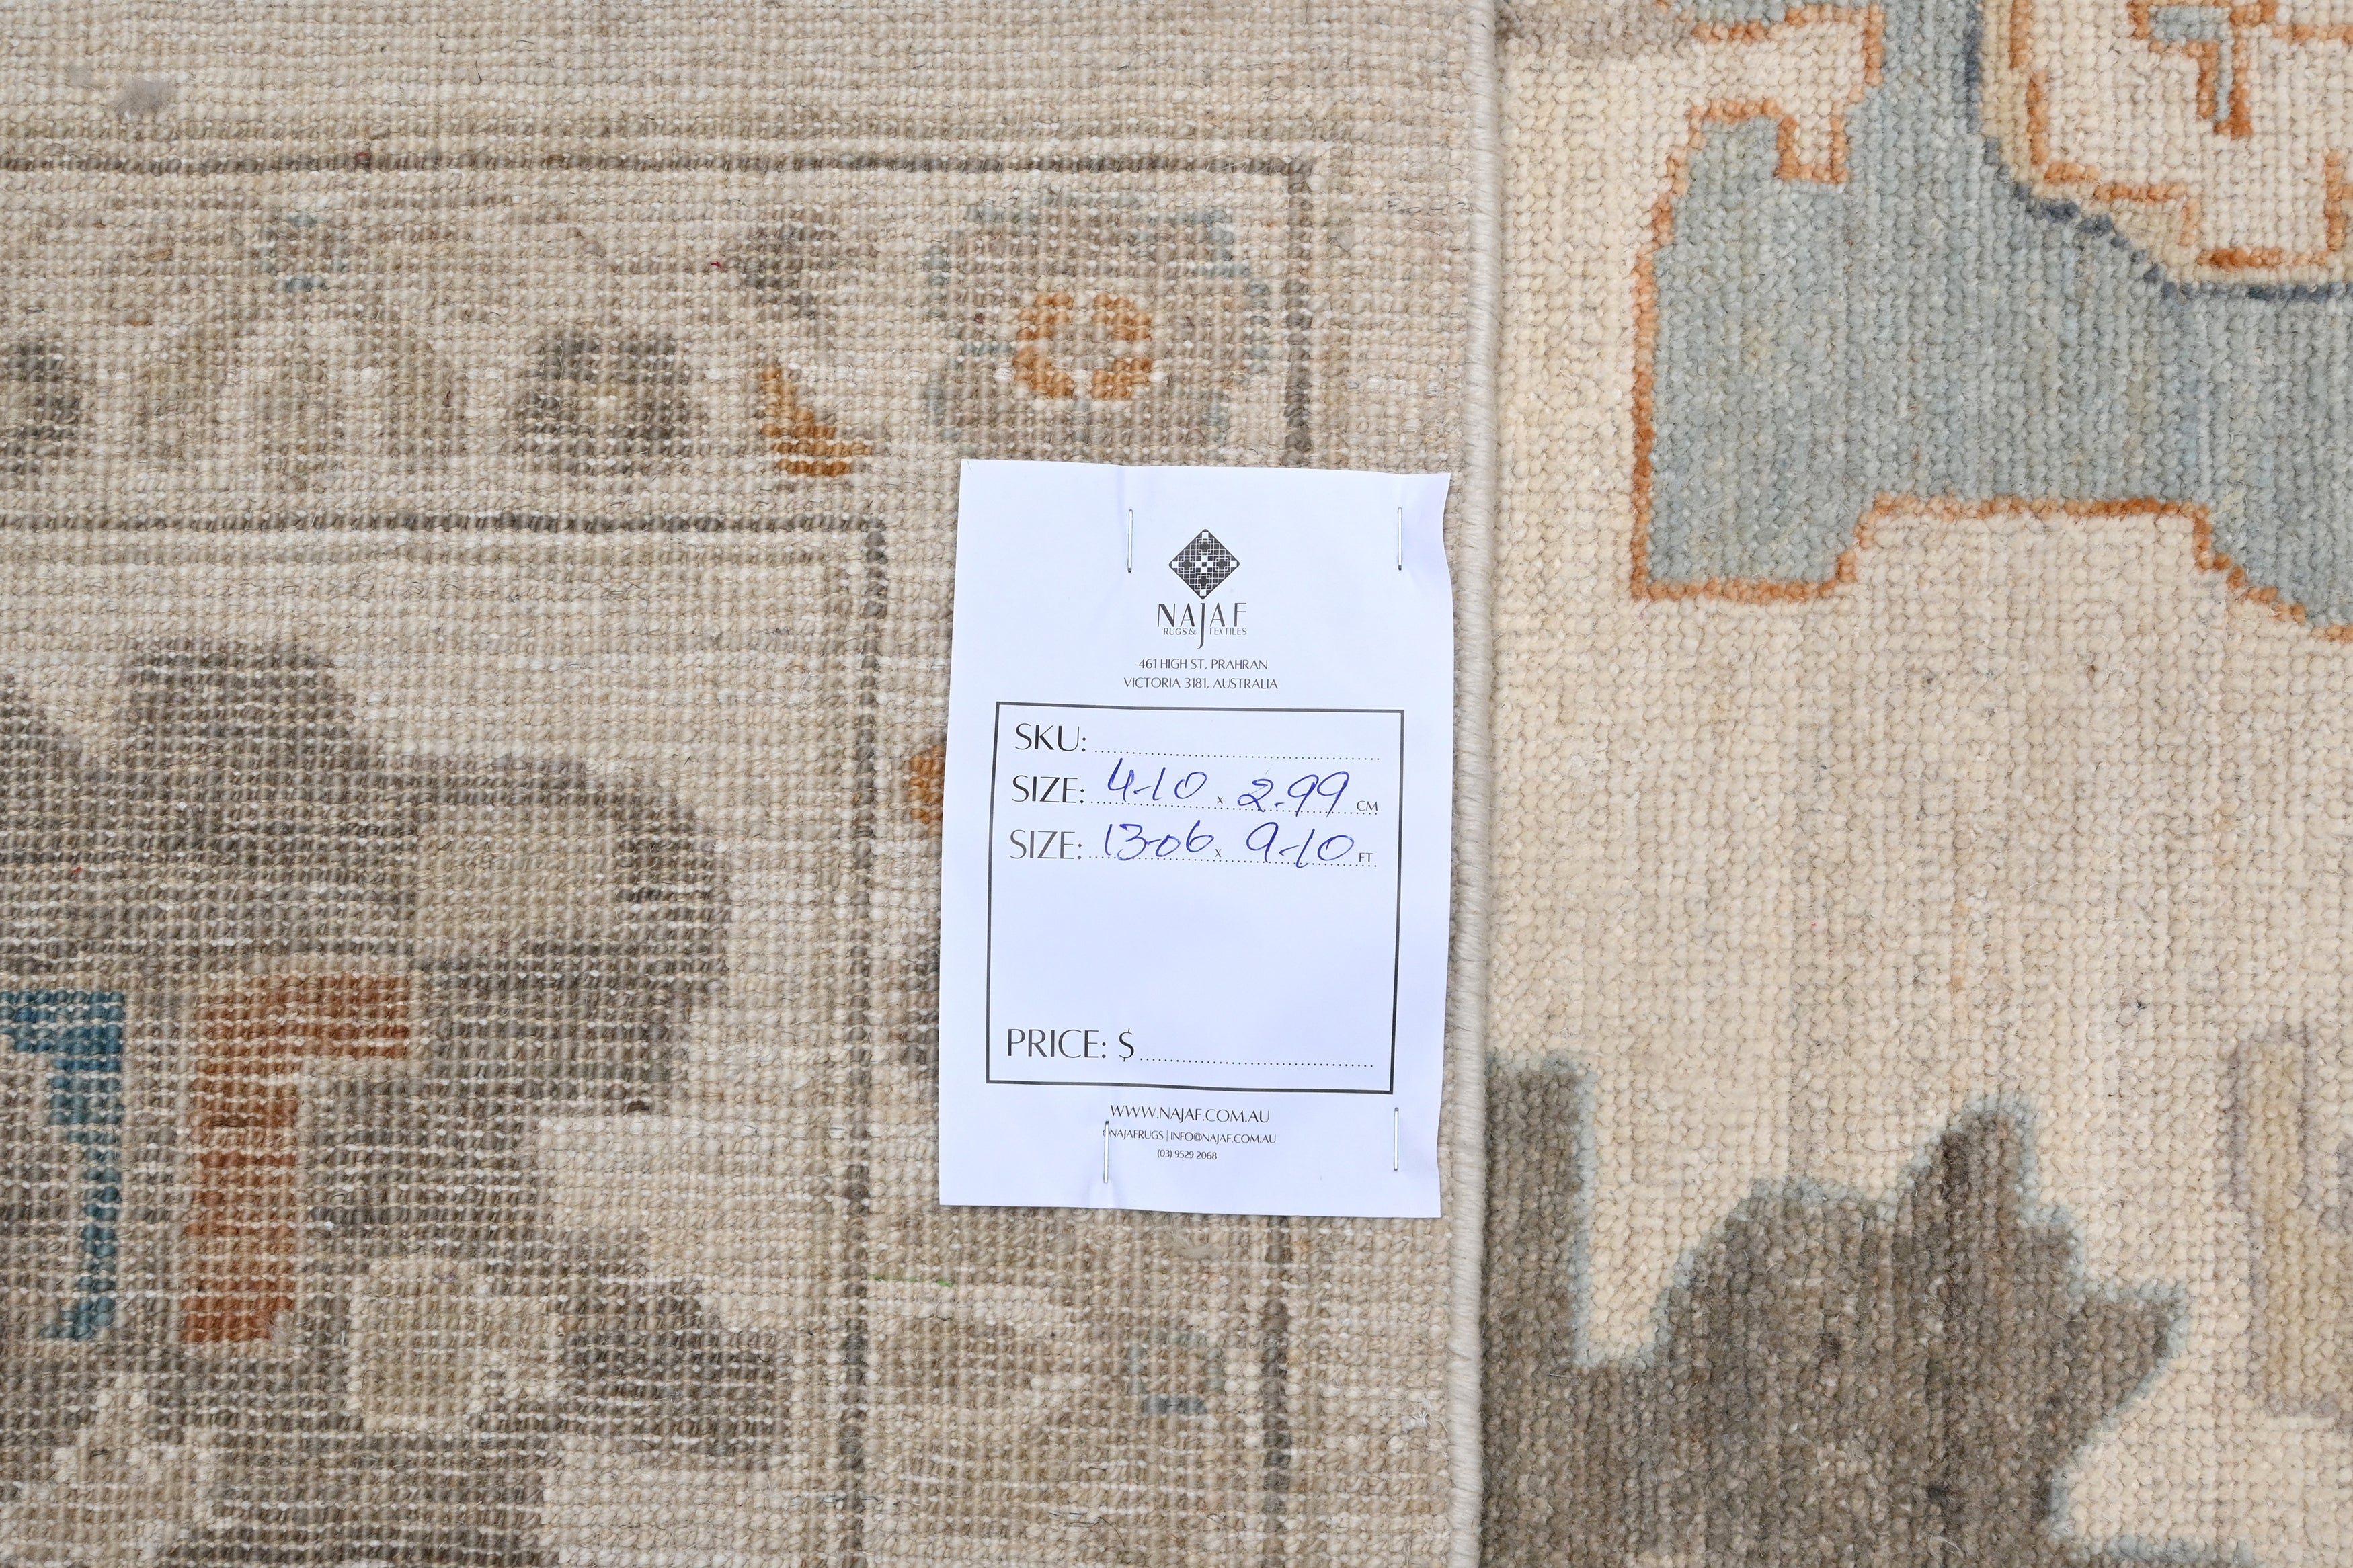 NAJAF
RUGS & TEXTILES
461 HIGH ST, PRAHRAN
VICTORIA 3181, AUSTRALIA
SKU:
SIZE: 4-10 x 2.99 CM
SIZE: 13-06 x 9-10 FT
PRICE: $
WWW.NAJAF.COM.AU
@NAJAFRUGS | INFO@NAJAF.COM.AU
(03) 9529 2068